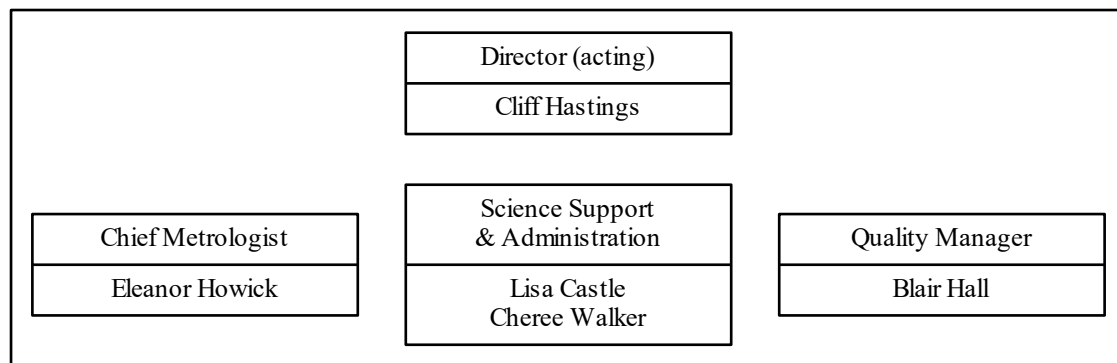 Director (acting)
Cliff Hastings
Chief Metrologist
Eleanor Howick
Science Support
& Administration
Lisa Castle
Cheree Walker
Quality Manager
Blair Hall